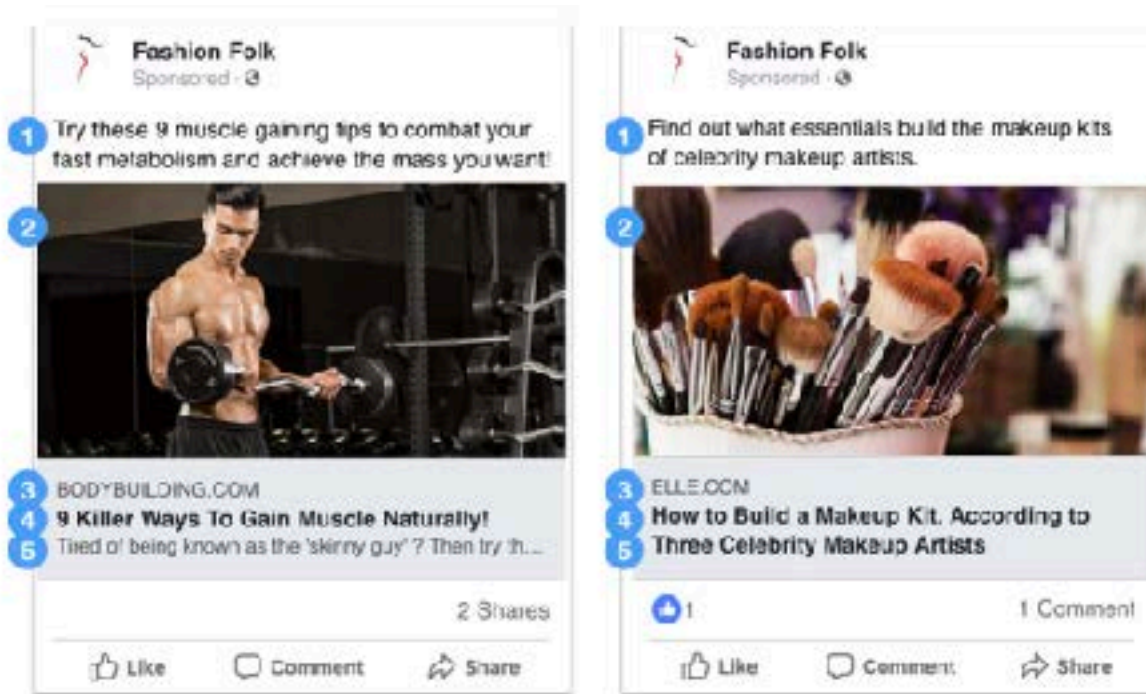 Fashion Folk
Sponsored ·
1 Try these 9 muscle gaining tips to combat your
fast metabolism and achieve the mass you want!
2
3 BODYBUILDING.COM
4 9 Killer Ways To Gain Muscle Naturally!
5 Tired of being known as the 'skinny guy' ? Then try th...
2 Shares
Like Comment Share
Fashion Folk
Sponsored ·
1 Find out what essentials build the makeup kits
of celebrity makeup artists.
2
3 ELLE.COM
4 How to Build a Makeup Kit, According to
5 Three Celebrity Makeup Artists
1 1 Comment
Like Comment Share